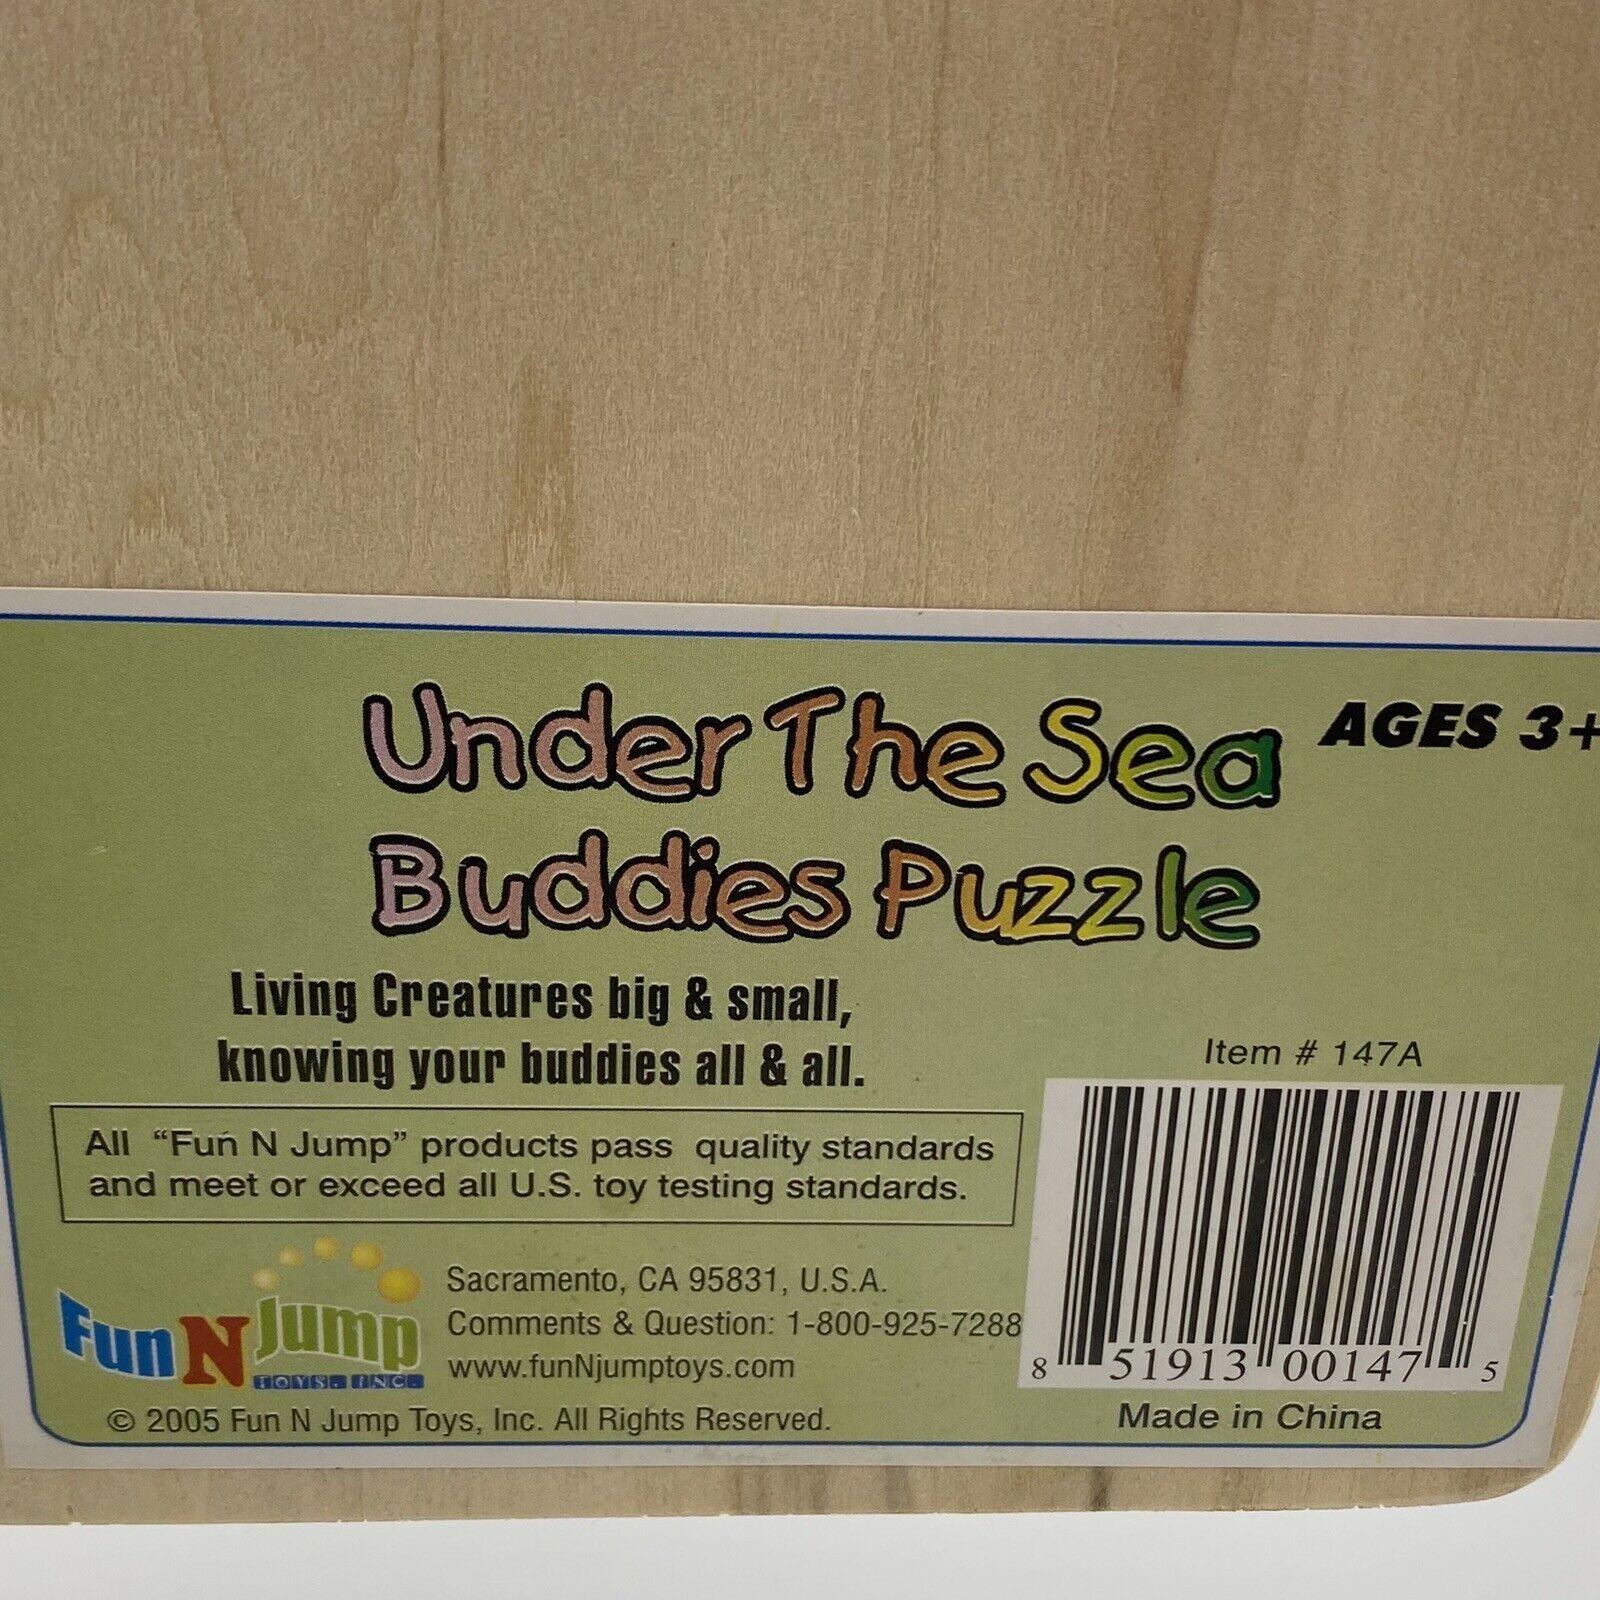 Under The Sea
AGES 3+
Buddies Puzzle
Living Creatures big & small,
knowing your buddies all & all.
Item # 147A
All “Fun N Jump” products pass quality standards
and meet or exceed all U.S. toy testing standards.
Fun N Jump
TOYS, INC.
Sacramento, CA 95831, U.S.A.
Comments & Question: 1-800-925-7288
www.funNjumptoys.com
8 51913 00147 5
© 2005 Fun N Jump Toys, Inc. All Rights Reserved.
Made in China